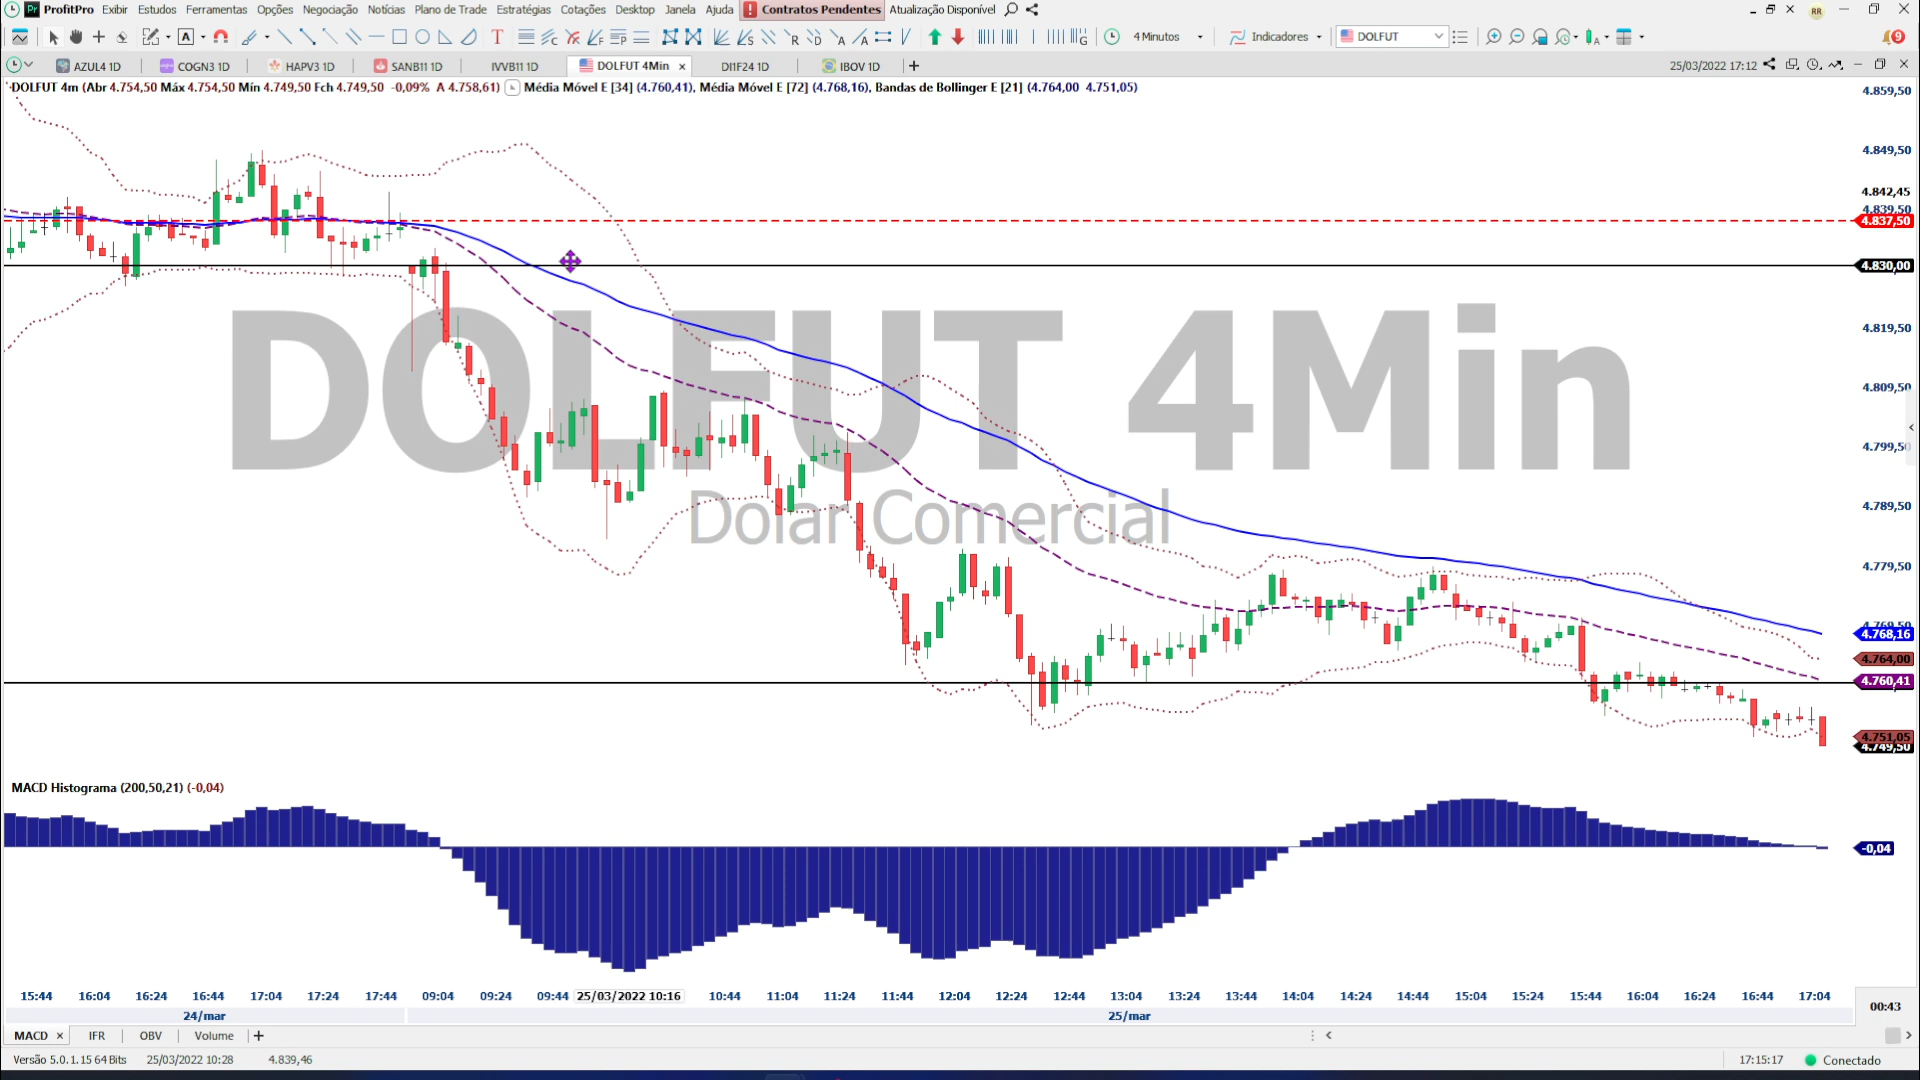 ProfitPro Exibir Estudos Ferramentas Opções Negociação Notícias Plano de Trade Estratégias Cotações Desktop Janela Ajuda ! Contratos Pendentes Atualização Disponível RR
A T C F P S R D A A G 4 Minutos Indicadores DOLFUT A 9
AZUL4 1D COGN3 1D HAPV3 1D SANB11 1D IVVB11 1D DOLFUT 4Min × DI1F24 1D IBOV 1D + 25/03/2022 17:12
DOLFUT 4m (Abr 4.754,50 Máx 4.754,50 Mín 4.749,50 Fch 4.749,50 -0,09% A 4.758,61) Média Móvel E [34] (4.760,41), Média Móvel E [72] (4.768,16), Bandas de Bollinger E [21] (4.764,00 4.751,05)
4.859,50
4.849,50
4.842,45
4.839,50
4.837,50
4.830,00
4.819,50
4.809,50
4.799,50
4.789,50
4.779,50
4.769,50
4.768,16
4.764,00
4.760,41
4.751,05
4.749,50
DOLFUT 4Min
Dolar Comercial
MACD Histograma (200,50,21) (-0,04)
-0,04
15:44 16:04 16:24 16:44 17:04 17:24 17:44 09:04 09:24 09:44 25/03/2022 10:16 10:44 11:04 11:24 11:44 12:04 12:24 12:44 13:04 13:24 13:44 14:04 14:24 14:44 15:04 15:24 15:44 16:04 16:24 16:44 17:04
00:43
24/mar 25/mar
MACD × IFR OBV Volume +
Versão 5.0.1.15 64 Bits 25/03/2022 10:28 4.839,46 17:15:17 Conectado